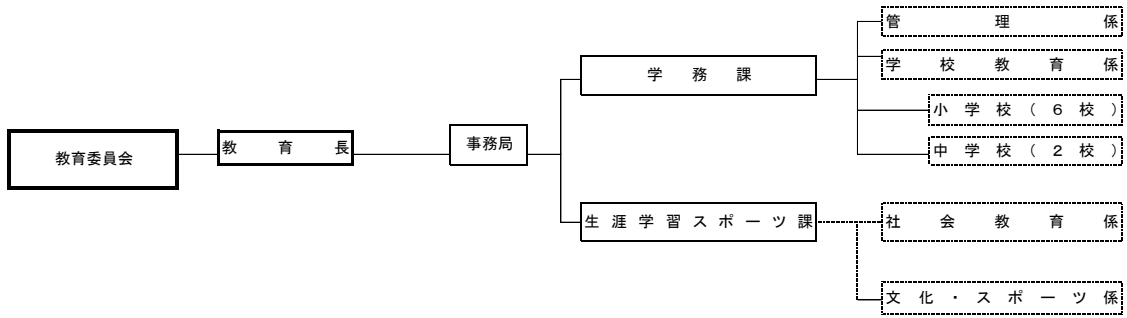 教育委員会
教育長
事務局
学務課
管理係
学校教育係
小学校（６校）
中学校（２校）
生涯学習スポーツ課
社会教育係
文化・スポーツ係